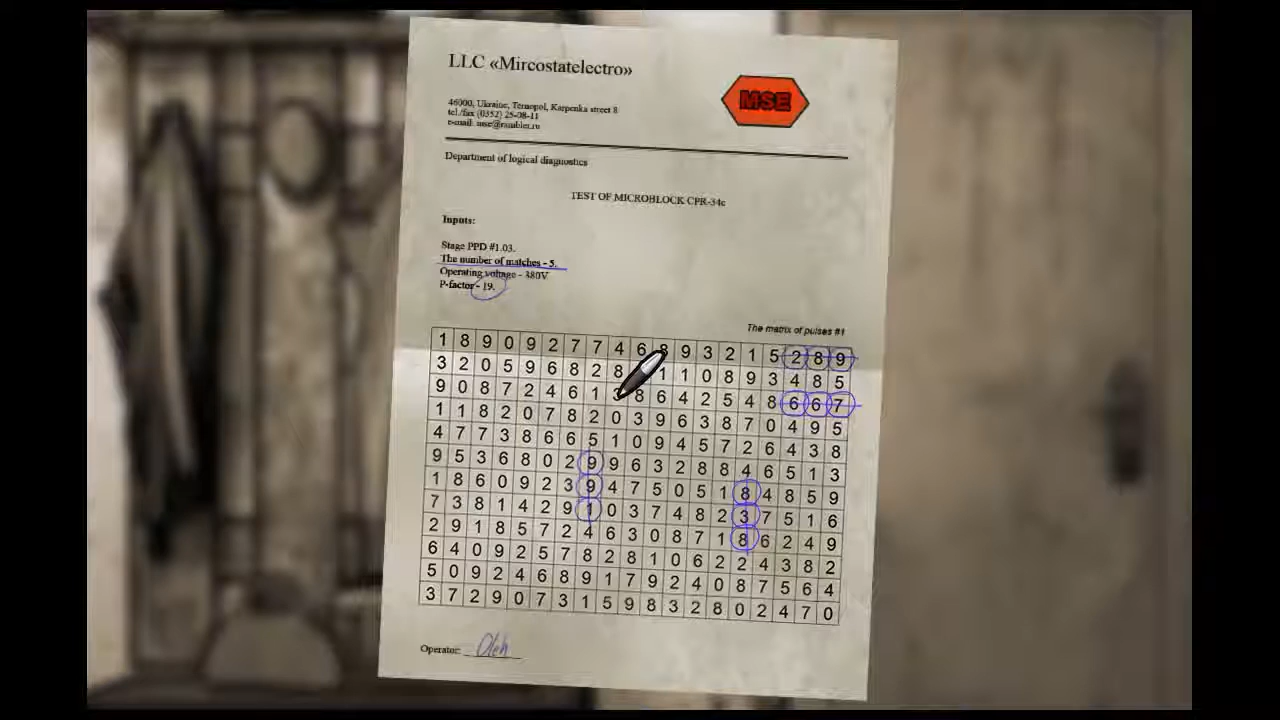 LLC «Mircostatelectro»
MSE
46000, Ukraine, Ternopol, Karpenka street 8
tel./fax (0352) 25-08-11
e-mail: mse@rambler.ru
Department of logical diagnostics
TEST OF MICROBLOCK CPR-34c
Inputs:
Stage PPD #1.03.
The number of matches - 5.
Operating voltage - 380V
P-factor - 19.
The matrix of pulses #1
1 8 9 0 9 2 7 7 4 6 8 9 3 2 1 5 2 8 9
3 2 0 5 9 6 8 2 8 1 1 0 8 9 3 4 8 5
9 0 8 7 2 4 6 1 3 8 6 4 2 5 4 8 6 6 7
1 1 8 2 0 7 8 2 0 3 9 6 3 8 7 0 4 9 5
4 7 7 3 8 6 6 5 1 0 9 4 5 7 2 6 4 3 8
9 5 3 6 8 0 2 9 9 6 3 2 8 8 4 6 5 1 3
1 8 6 0 9 2 3 9 4 7 5 0 5 1 8 4 8 5 9
7 3 8 1 4 2 9 1 0 3 7 4 8 2 3 7 5 1 6
2 9 1 8 5 7 2 4 6 3 0 8 7 1 8 6 2 4 9
6 4 0 9 2 5 7 8 2 8 1 0 6 2 2 4 3 8 2
5 0 9 2 4 6 8 9 1 7 9 2 4 0 8 7 5 6 4
3 7 2 9 0 7 3 1 5 9 8 3 2 8 0 2 4 7 0
Operator: Oleh